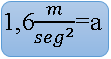 1,6 m/seg² = a